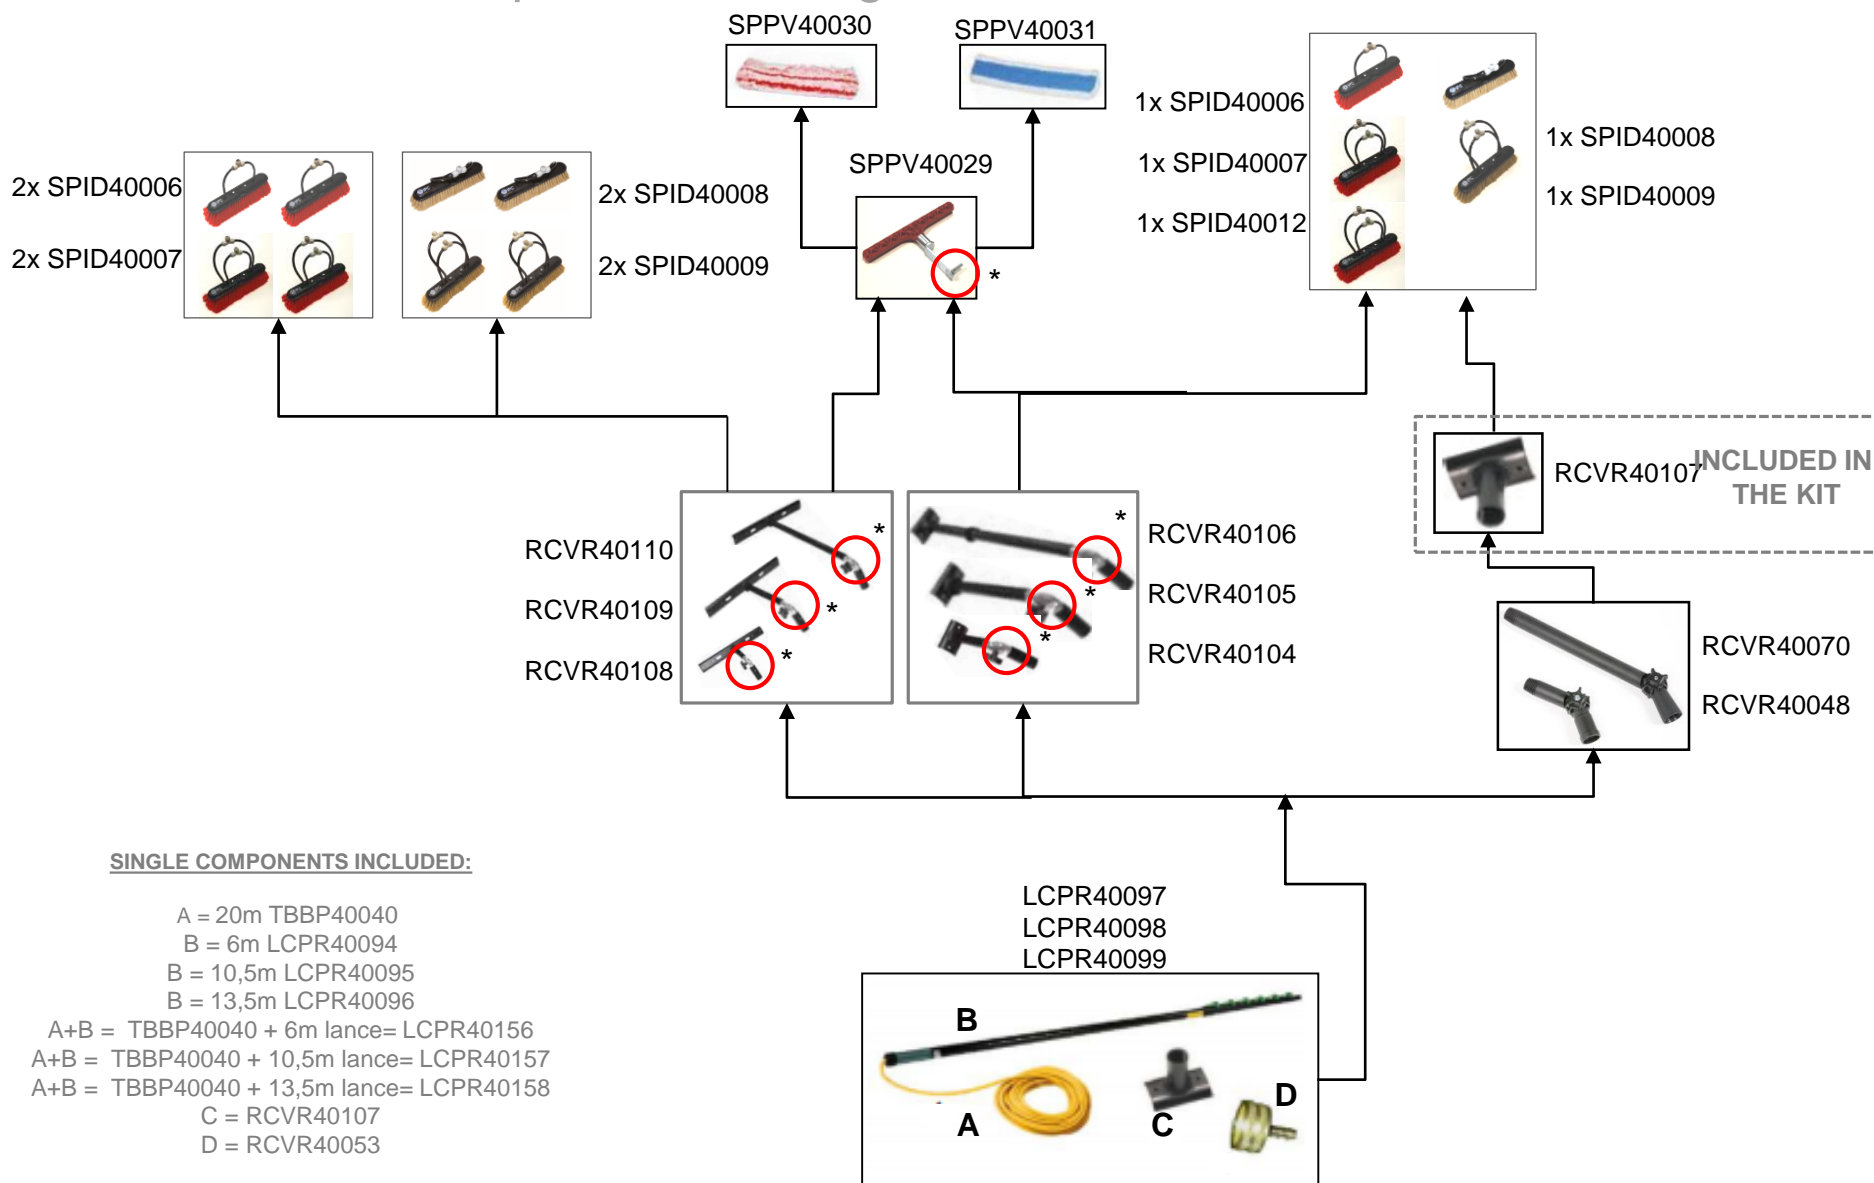 SPPV40030
SPPV40031
1x SPID40006
1x SPID40008
SPPV40029
1x SPID40007
2x SPID40006
2x SPID40008
1x SPID40009
1x SPID40012
2x SPID40007
2x SPID40009
*
INCLUDED IN
THE KIT
RCVR40107
*
*
RCVR40110
RCVR40106
*
*
RCVR40109
RCVR40105
*
*
RCVR40108
RCVR40104
RCVR40070
RCVR40048
SINGLE COMPONENTS INCLUDED:
A = 20m TBBP40040
B = 6m LCPR40094
B = 10,5m LCPR40095
B = 13,5m LCPR40096
A+B = TBBP40040 + 6m lance= LCPR40156
A+B = TBBP40040 + 10,5m lance= LCPR40157
A+B = TBBP40040 + 13,5m lance= LCPR40158
C = RCVR40107
D = RCVR40053
LCPR40097
LCPR40098
LCPR40099
B
D
A
C